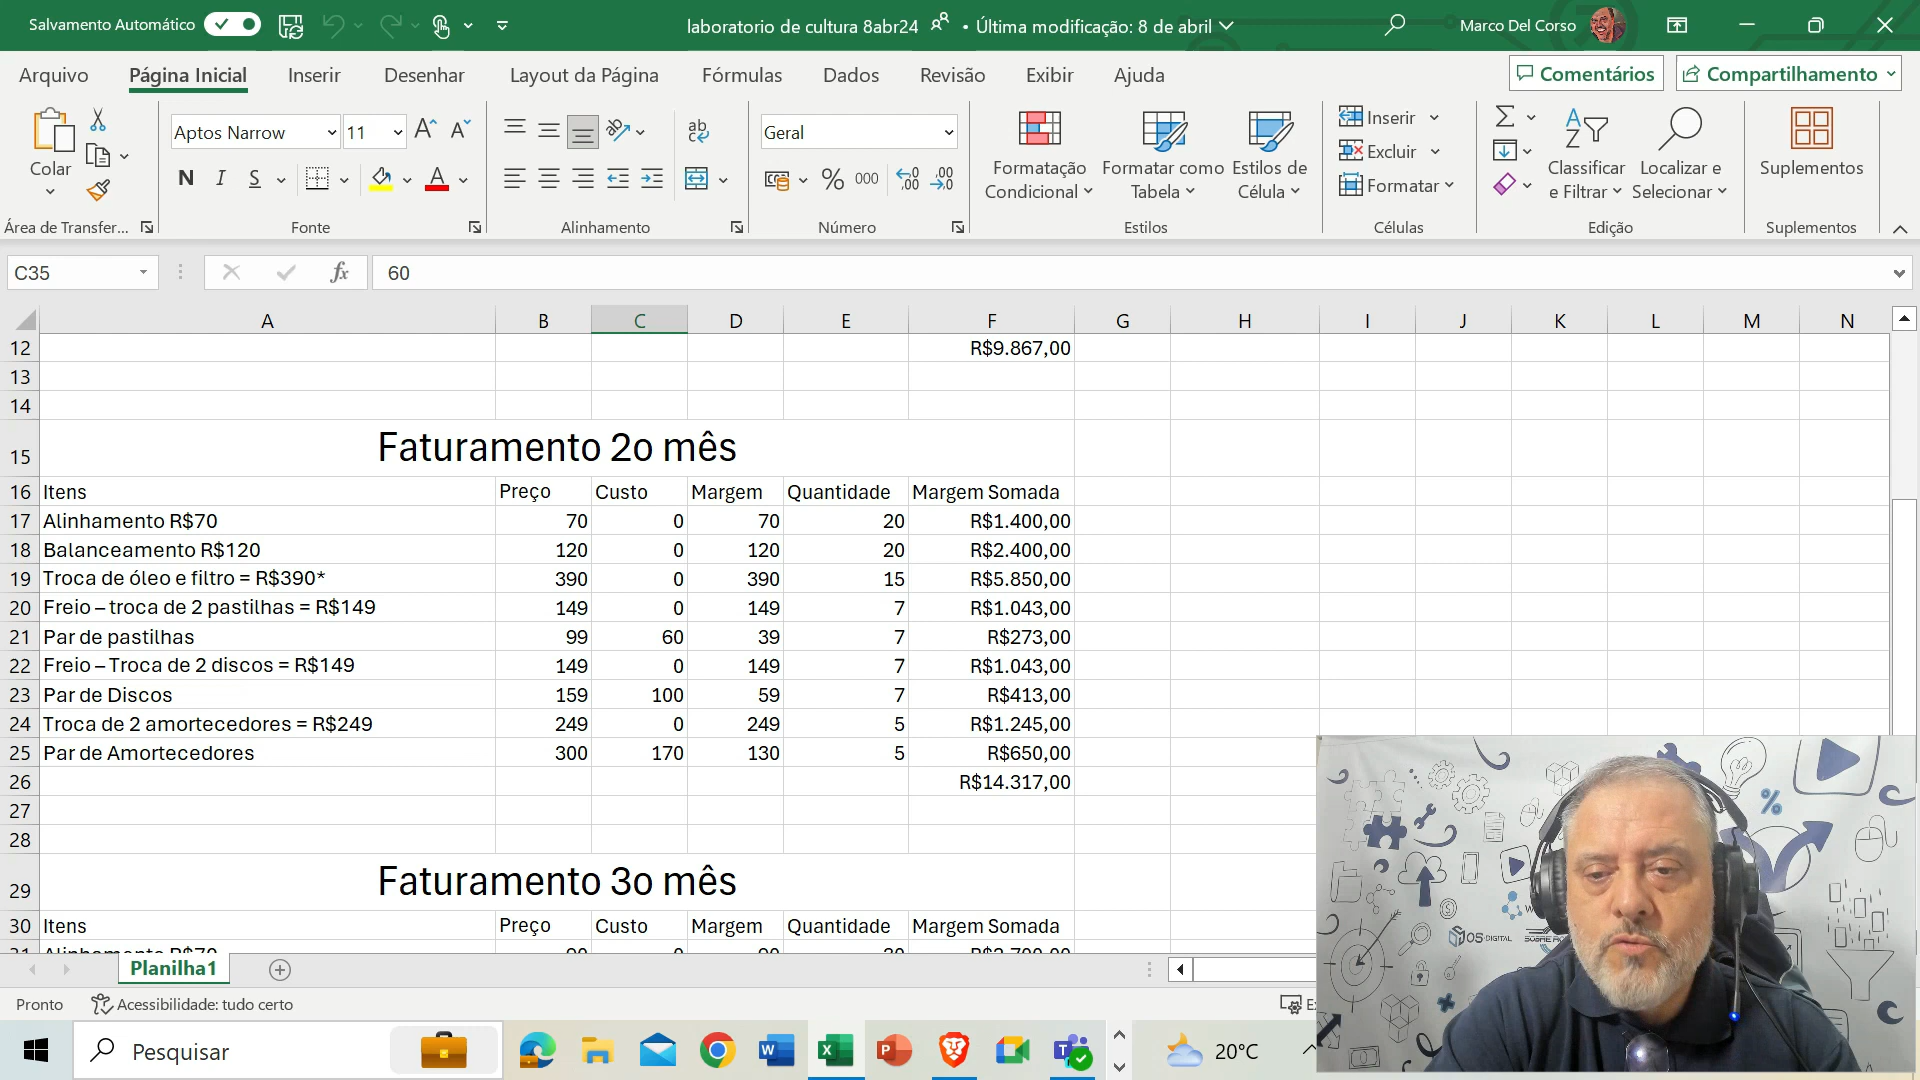 Salvamento Automático
laboratorio de cultura 8abr24 • Última modificação: 8 de abril
Marco Del Corso
Arquivo Página Inicial Inserir Desenhar Layout da Página Fórmulas Dados Revisão Exibir Ajuda
Comentários Compartilhamento
Colar
Área de Transfer...
Aptos Narrow 11
N I S
Fonte
ab
Alinhamento
Geral
% 000
Número
Formatação Condicional
Formatar como Tabela
Estilos de Célula
Estilos
Inserir
Excluir
Formatar
Células
Classificar e Filtrar
Localizar e Selecionar
Edição
Suplementos
Suplementos
C35 fx 60
A B C D E F G H I J K L M N
12 R$9.867,00
13
14
15 Faturamento 2o mês
16 Itens Preço Custo Margem Quantidade Margem Somada
17 Alinhamento R$70 70 0 70 20 R$1.400,00
18 Balanceamento R$120 120 0 120 20 R$2.400,00
19 Troca de óleo e filtro = R$390* 390 0 390 15 R$5.850,00
20 Freio – troca de 2 pastilhas = R$149 149 0 149 7 R$1.043,00
21 Par de pastilhas 99 60 39 7 R$273,00
22 Freio – Troca de 2 discos = R$149 149 0 149 7 R$1.043,00
23 Par de Discos 159 100 59 7 R$413,00
24 Troca de 2 amortecedores = R$249 249 0 249 5 R$1.245,00
25 Par de Amortecedores 300 170 130 5 R$650,00
26 R$14.317,00
27
28
29 Faturamento 3o mês
30 Itens Preço Custo Margem Quantidade Margem Somada
Planilha1
Pronto Acessibilidade: tudo certo
Pesquisar
20°C